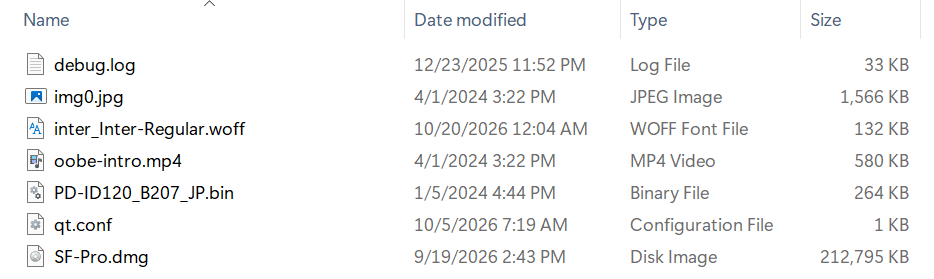 Name Date modified Type Size
debug.log 12/23/2025 11:52 PM Log File 33 KB
img0.jpg 4/1/2024 3:22 PM JPEG Image 1,566 KB
inter_Inter-Regular.woff 10/20/2026 12:04 AM WOFF Font File 132 KB
oobe-intro.mp4 4/1/2024 3:22 PM MP4 Video 580 KB
PD-ID120_B207_JP.bin 1/5/2024 4:44 PM Binary File 264 KB
qt.conf 10/5/2026 7:19 AM Configuration File 1 KB
SF-Pro.dmg 9/19/2026 2:43 PM Disk Image 212,795 KB